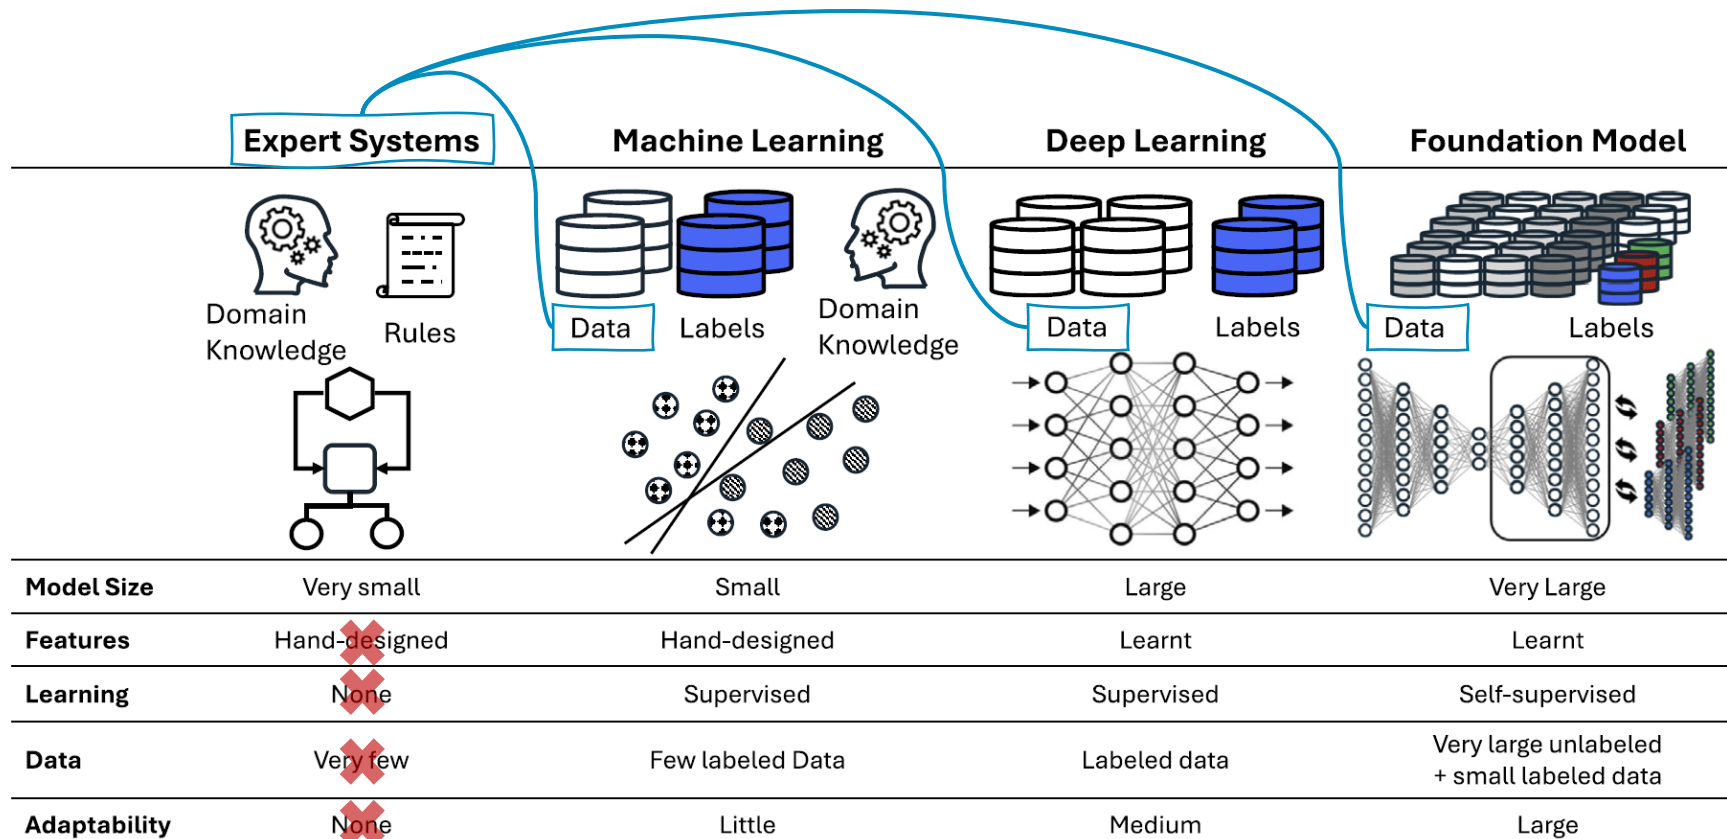 Expert Systems
Machine Learning
Deep Learning
Foundation Model
Domain
Knowledge
Rules
Data
Labels
Domain
Knowledge
Data
Labels
Data
Labels
Model Size
Very small
Small
Large
Very Large
Features
Hand-designed
Hand-designed
Learnt
Learnt
Learning
None
Supervised
Supervised
Self-supervised
Data
Very few
Few labeled Data
Labeled data
Very large unlabeled
+ small labeled data
Adaptability
None
Little
Medium
Large